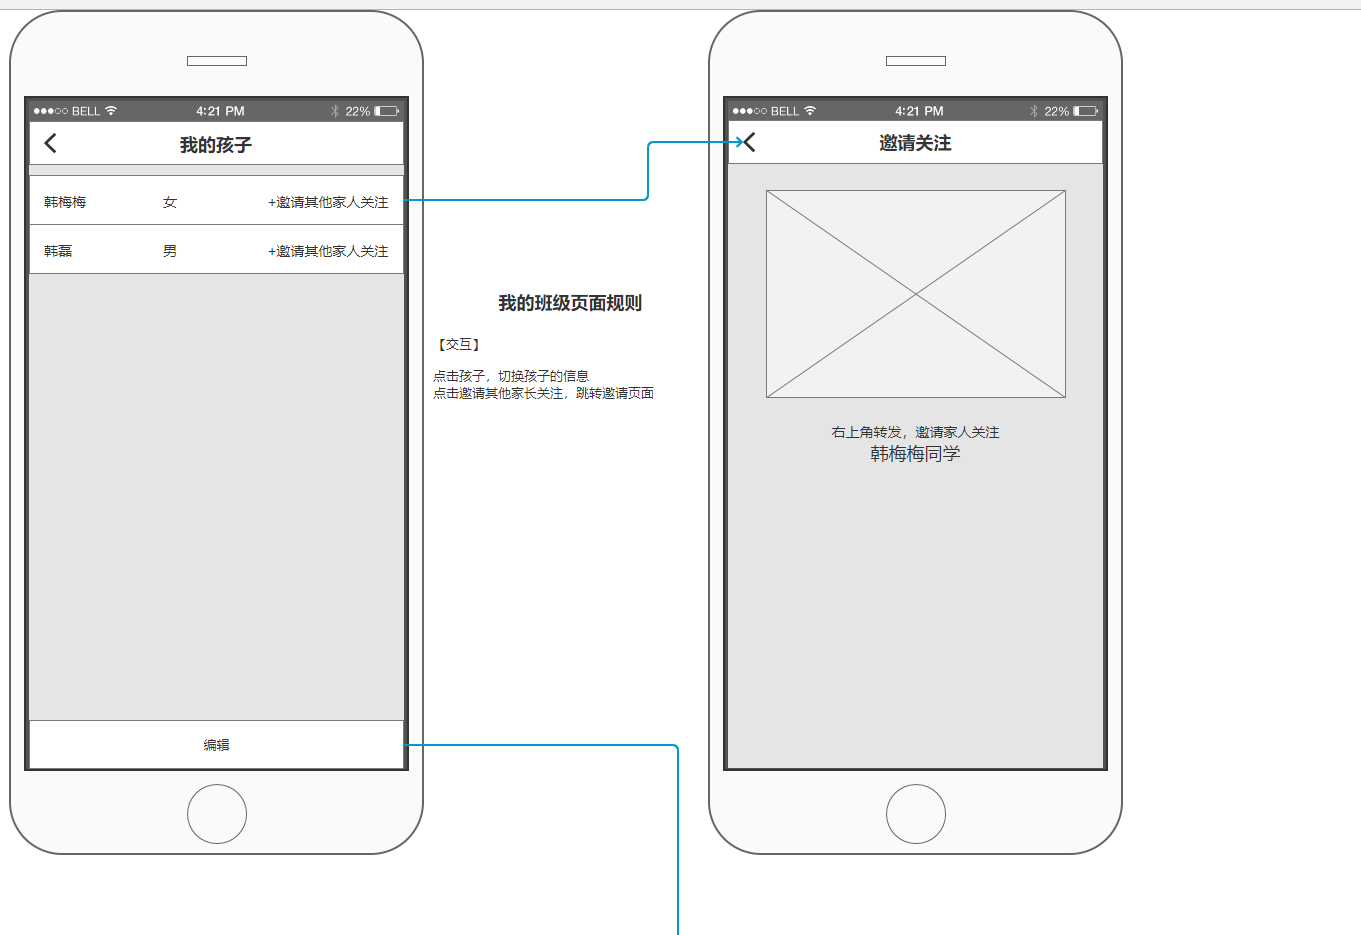 BELL 4:21 PM 22%
我的孩子
韩梅梅 女 +邀请其他家人关注
韩磊 男 +邀请其他家人关注
编辑
我的班级页面规则
【交互】
点击孩子，切换孩子的信息
点击邀请其他家长关注，跳转邀请页面
BELL 4:21 PM 22%
邀请关注
右上角转发，邀请家人关注
韩梅梅同学